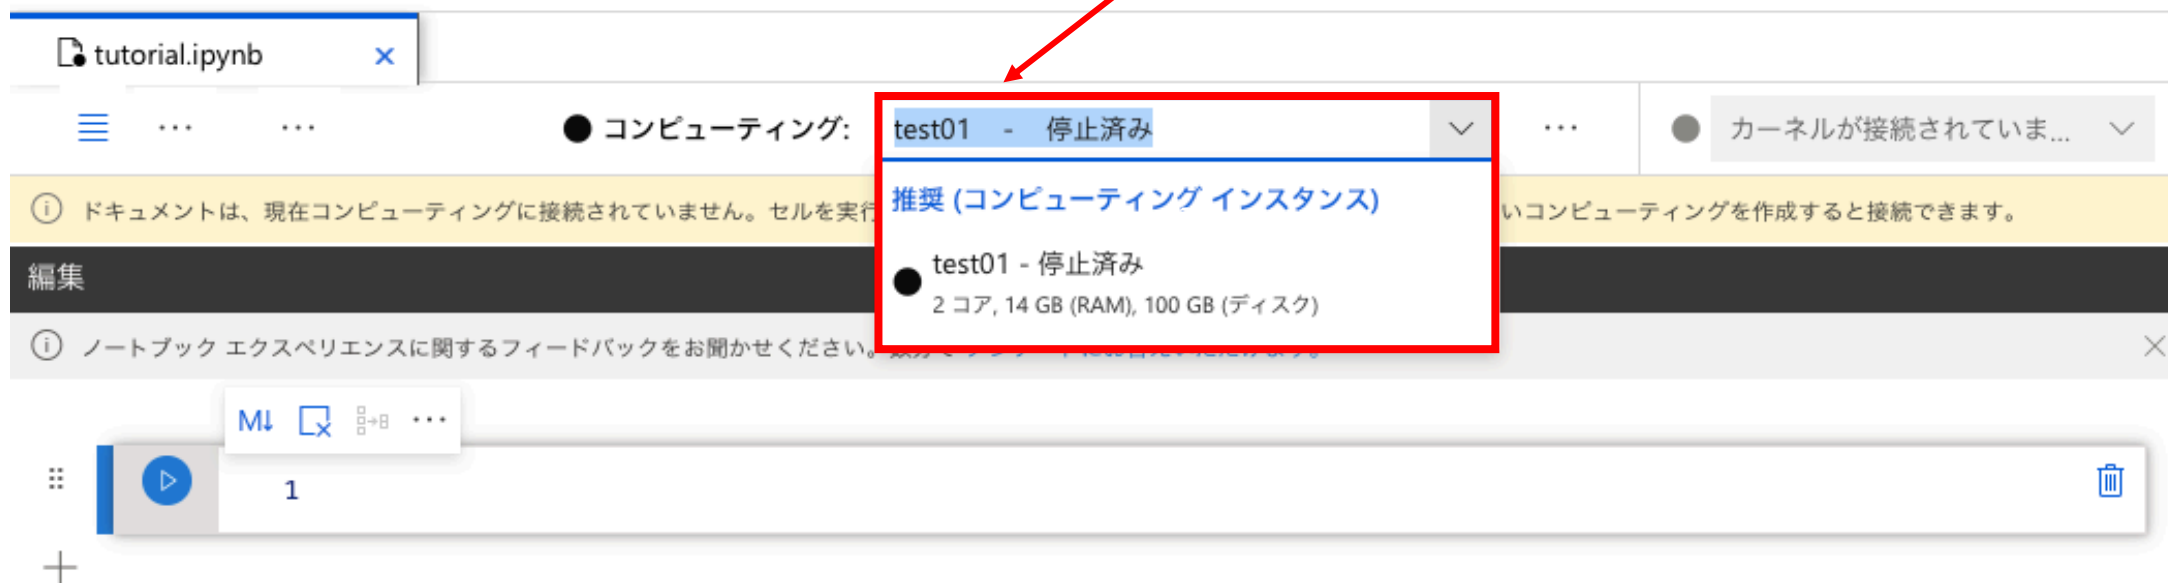 tutorial.ipynb
コンピューティング: test01 - 停止済み カーネルが接続されていま...
推奨 (コンピューティング インスタンス)
ドキュメントは、現在コンピューティングに接続されていません。セルを実行 いコンピューティングを作成すると接続できます。
test01 - 停止済み
2 コア, 14 GB (RAM), 100 GB (ディスク)
編集
ノートブック エクスペリエンスに関するフィードバックをお聞かせください。
M↓
1